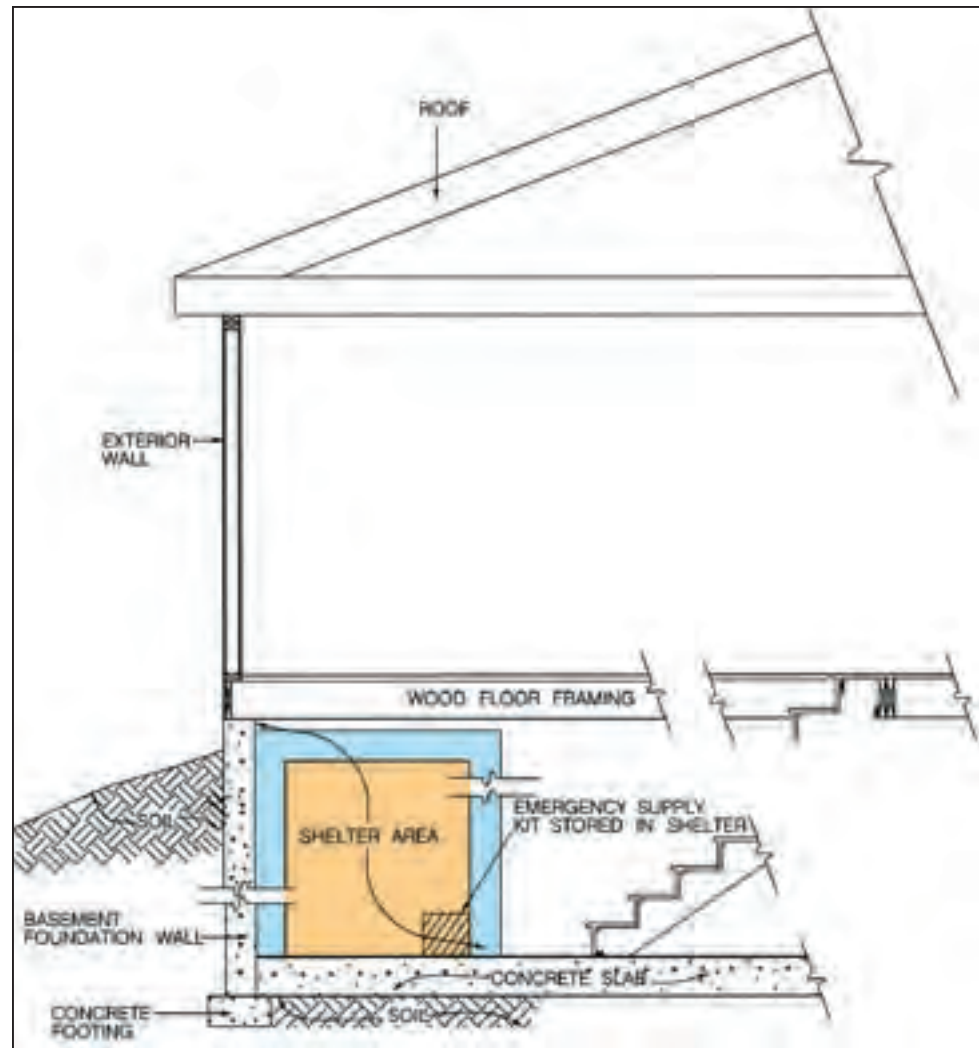 ROOF
EXTERIOR
WALL
WOOD FLOOR FRAMING
SOIL
SHELTER AREA
EMERGENCY SUPPLY
KIT STORED IN SHELTER
BASEMENT
FOUNDATION WALL
CONCRETE SLAB
CONCRETE
FOOTING
SOIL